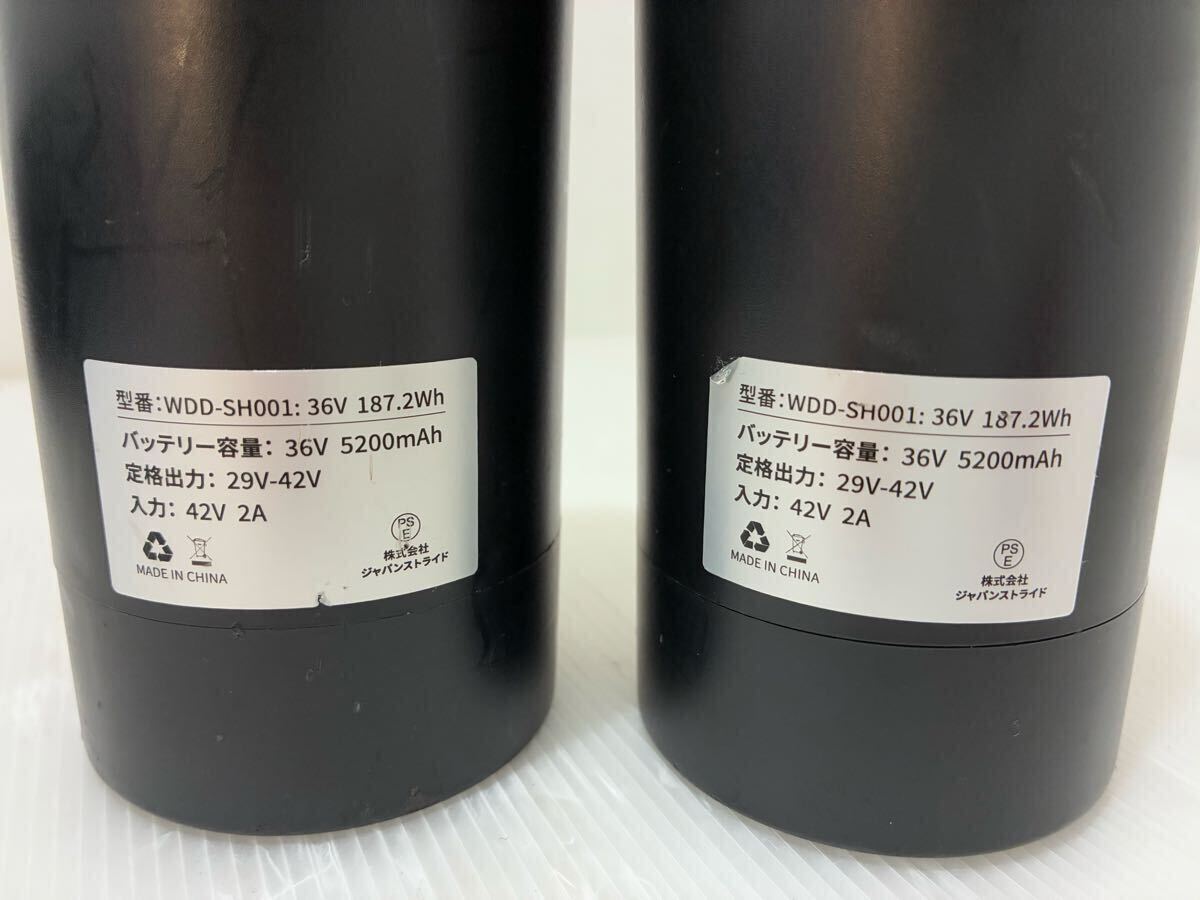 型番:WDD-SH001: 36V 187.2Wh
バッテリー容量: 36V 5200mAh
定格出力: 29V-42V
入力: 42V 2A
PS
E
MADE IN CHINA
株式会社
ジャパンストライド
型番:WDD-SH001: 36V 187.2Wh
バッテリー容量: 36V 5200mAh
定格出力: 29V-42V
入力: 42V 2A
PS
E
MADE IN CHINA
株式会社
ジャパンストライド